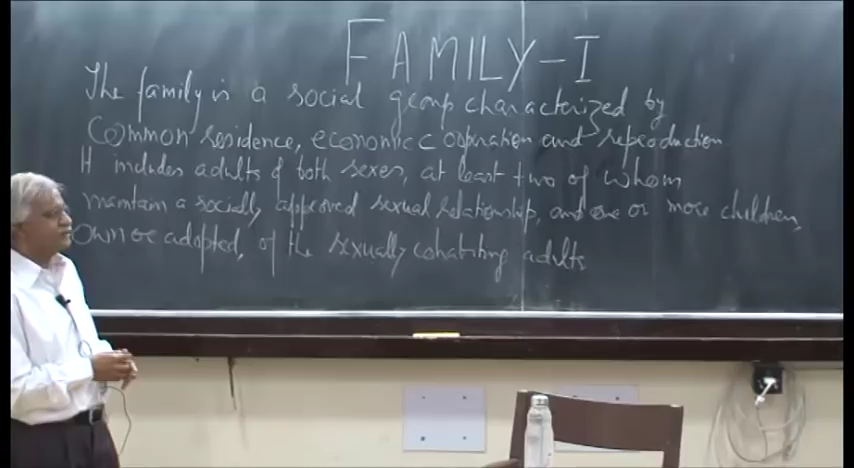 FAMILY-I
The family is a social group characterized by
Common residence, economic cooperation and reproduction
It includes adults of both sexes, at least two of whom
maintain a socially approved sexual relationship, and one or more children,
Own or adopted, of the sexually cohabiting adults